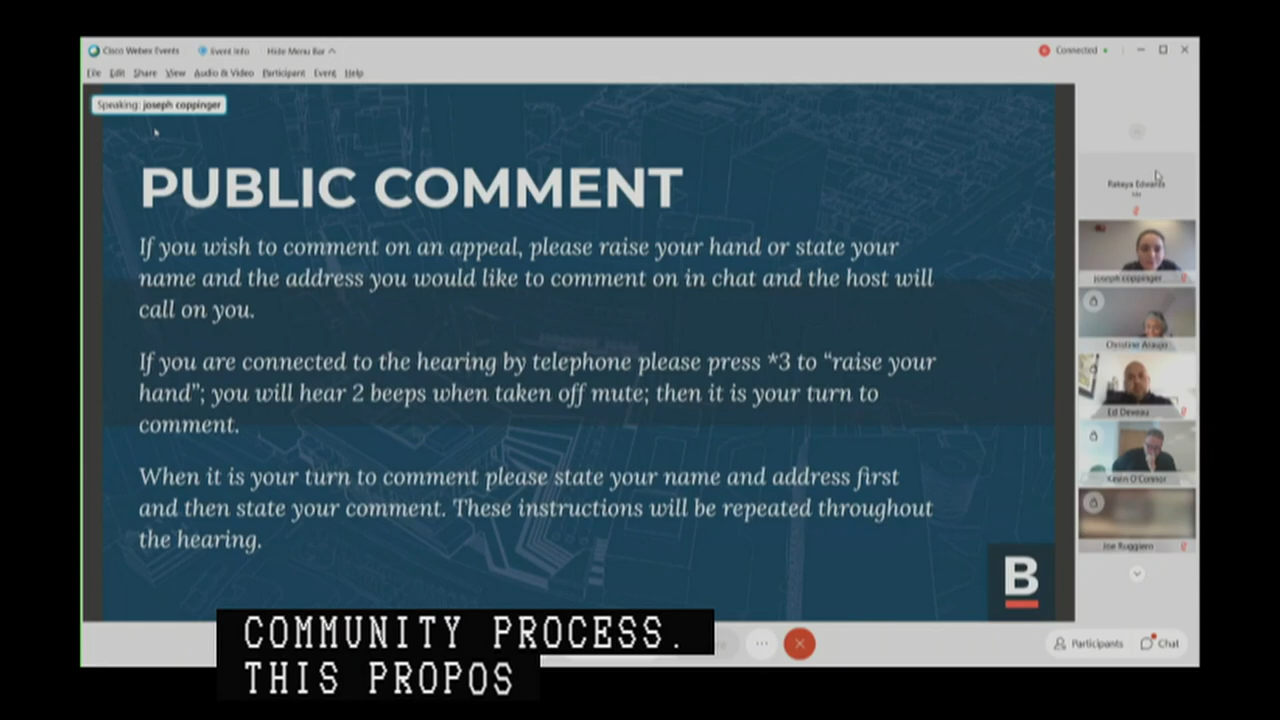 Cisco Webex Events Event Info Hide Menu Bar Connected
File Edit Share View Audio & Video Participant Event Help
Speaking: joseph coppinger
PUBLIC COMMENT
If you wish to comment on an appeal, please raise your hand or state your
name and the address you would like to comment on in chat and the host will
call on you.
If you are connected to the hearing by telephone please press *3 to “raise your
hand”; you will hear 2 beeps when taken off mute; then it is your turn to
comment.
When it is your turn to comment please state your name and address first
and then state your comment. These instructions will be repeated throughout
the hearing.
B
Rakeya Edwards
joseph coppinger
Christine Araujo
Ed Deveau
Kevin O'Connor
Joe Ruggiero
Participants Chat
COMMUNITY PROCESS.
THIS PROPOS